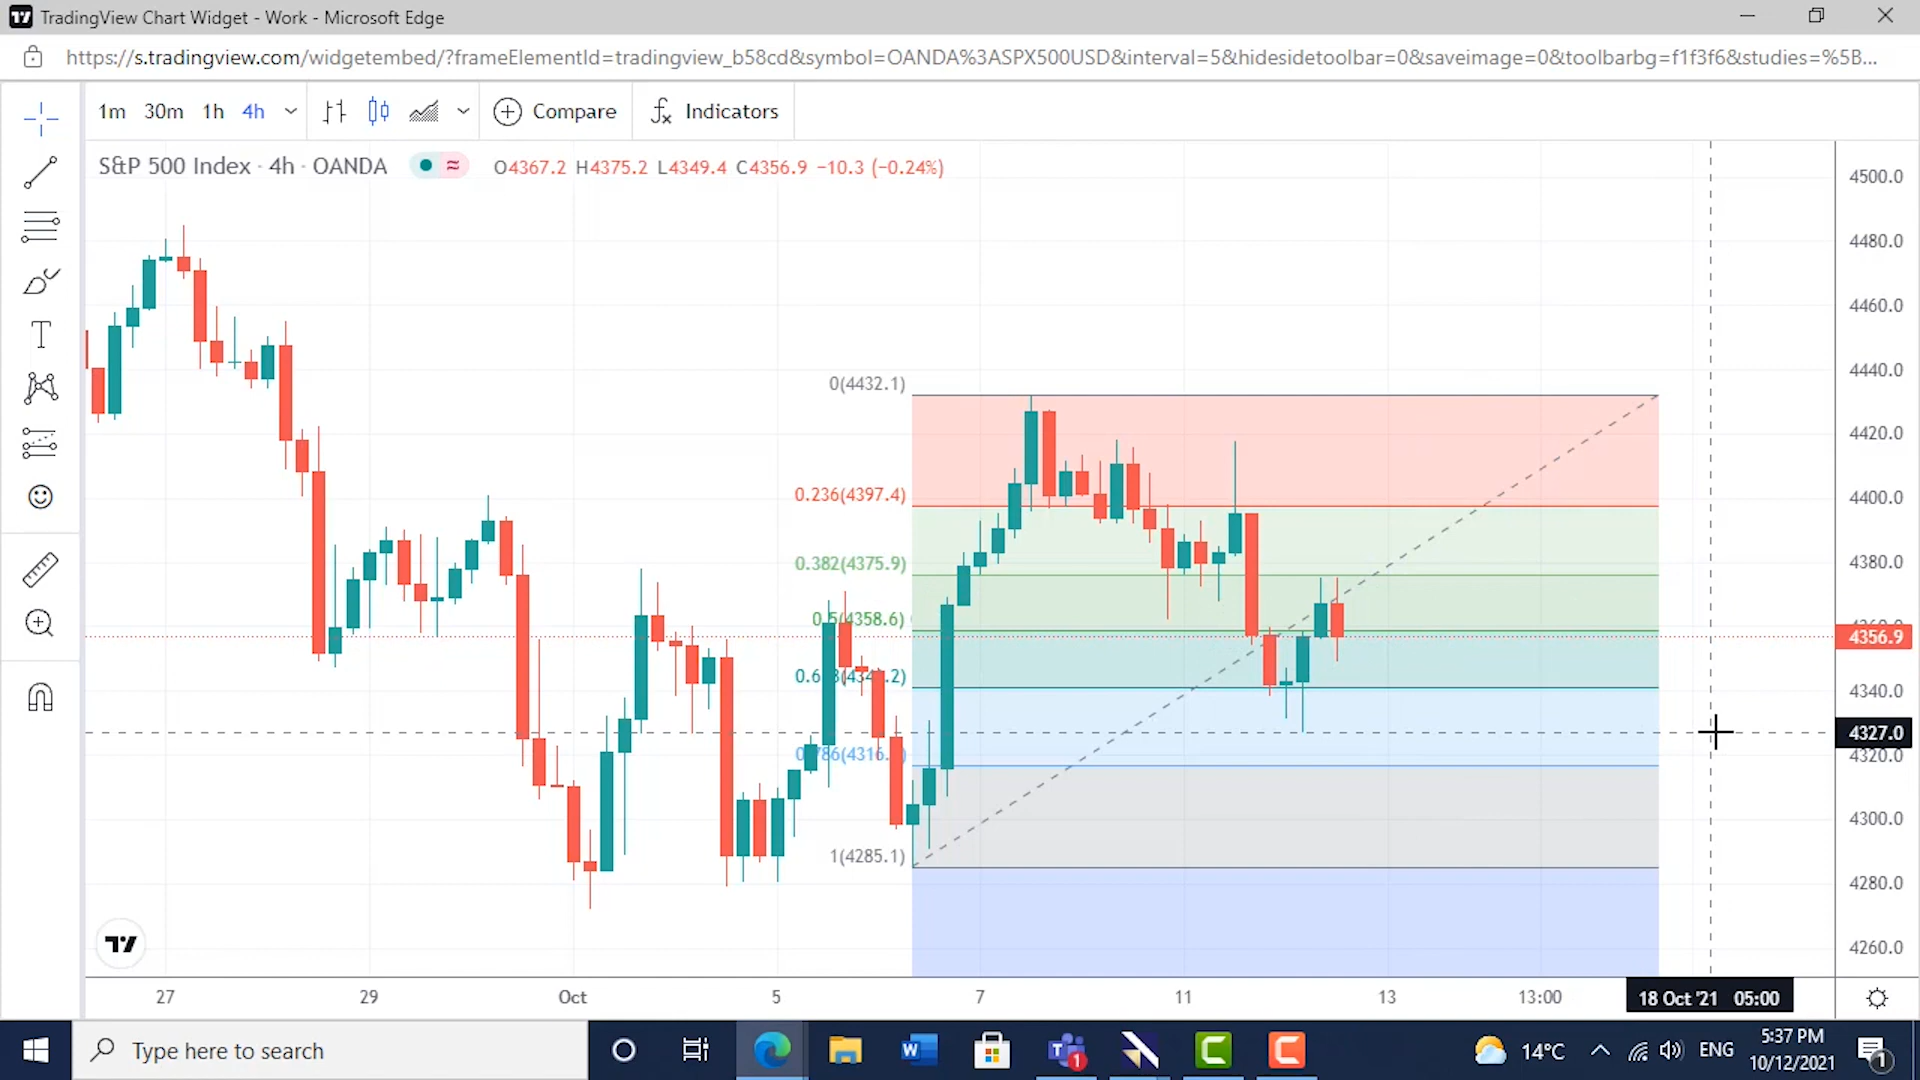 TradingView Chart Widget - Work - Microsoft Edge
https://s.tradingview.com/widgetembed/?frameElementId=tradingview_b58cd&symbol=OANDA%3ASPX500USD&interval=5&hidesidetoolbar=0&saveimage=0&toolbarbg=f1f3f6&studies=%5B...
1m 30m 1h 4h Compare Indicators
S&P 500 Index · 4h · OANDA O4367.2 H4375.2 L4349.4 C4356.9 −10.3 (−0.24%)
4500.0
4480.0
4460.0
4440.0
0(4432.1)
4420.0
0.236(4397.4)
4400.0
0.382(4375.9)
4380.0
0.5(4358.6)
4356.9
4340.0
4327.0
4320.0
4300.0
1(4285.1)
4280.0
4260.0
27 29 Oct 5 7 11 13 13:00 18 Oct '21 05:00
Type here to search
14°C ENG
5:37 PM
10/12/2021
1
1